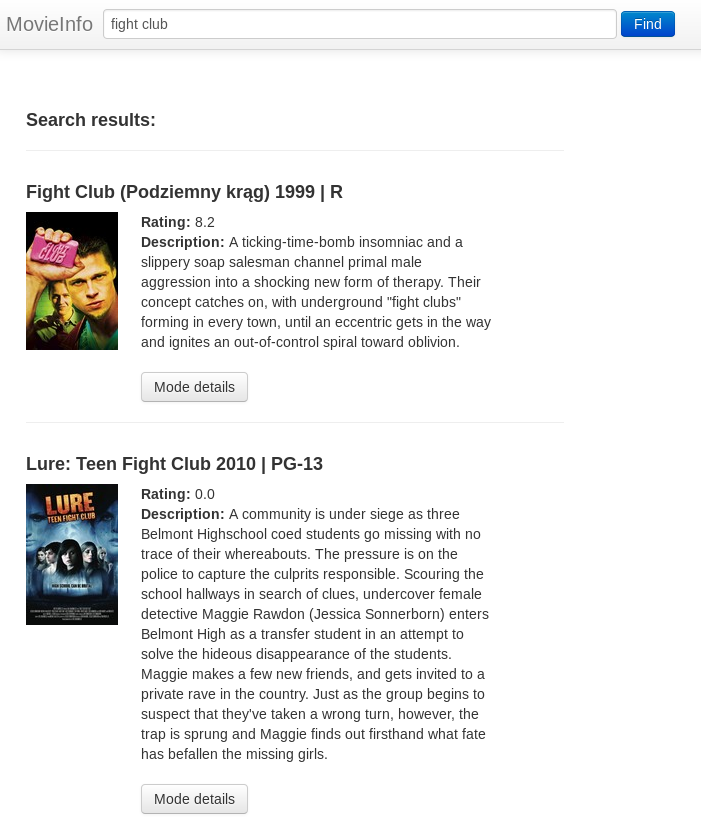 MovieInfo
fight club
Find
Search results:
Fight Club (Podziemny krąg) 1999 | R
FIGHT CLUB
Rating: 8.2
Description: A ticking-time-bomb insomniac and a
slippery soap salesman channel primal male
aggression into a shocking new form of therapy. Their
concept catches on, with underground "fight clubs"
forming in every town, until an eccentric gets in the way
and ignites an out-of-control spiral toward oblivion.
Mode details
Lure: Teen Fight Club 2010 | PG-13
LURE
TEEN FIGHT CLUB
Rating: 0.0
Description: A community is under siege as three
Belmont Highschool coed students go missing with no
trace of their whereabouts. The pressure is on the
police to capture the culprits responsible. Scouring the
school hallways in search of clues, undercover female
detective Maggie Rawdon (Jessica Sonnerborn) enters
Belmont High as a transfer student in an attempt to
solve the hideous disappearance of the students.
Maggie makes a few new friends, and gets invited to a
private rave in the country. Just as the group begins to
suspect that they've taken a wrong turn, however, the
trap is sprung and Maggie finds out firsthand what fate
has befallen the missing girls.
Mode details